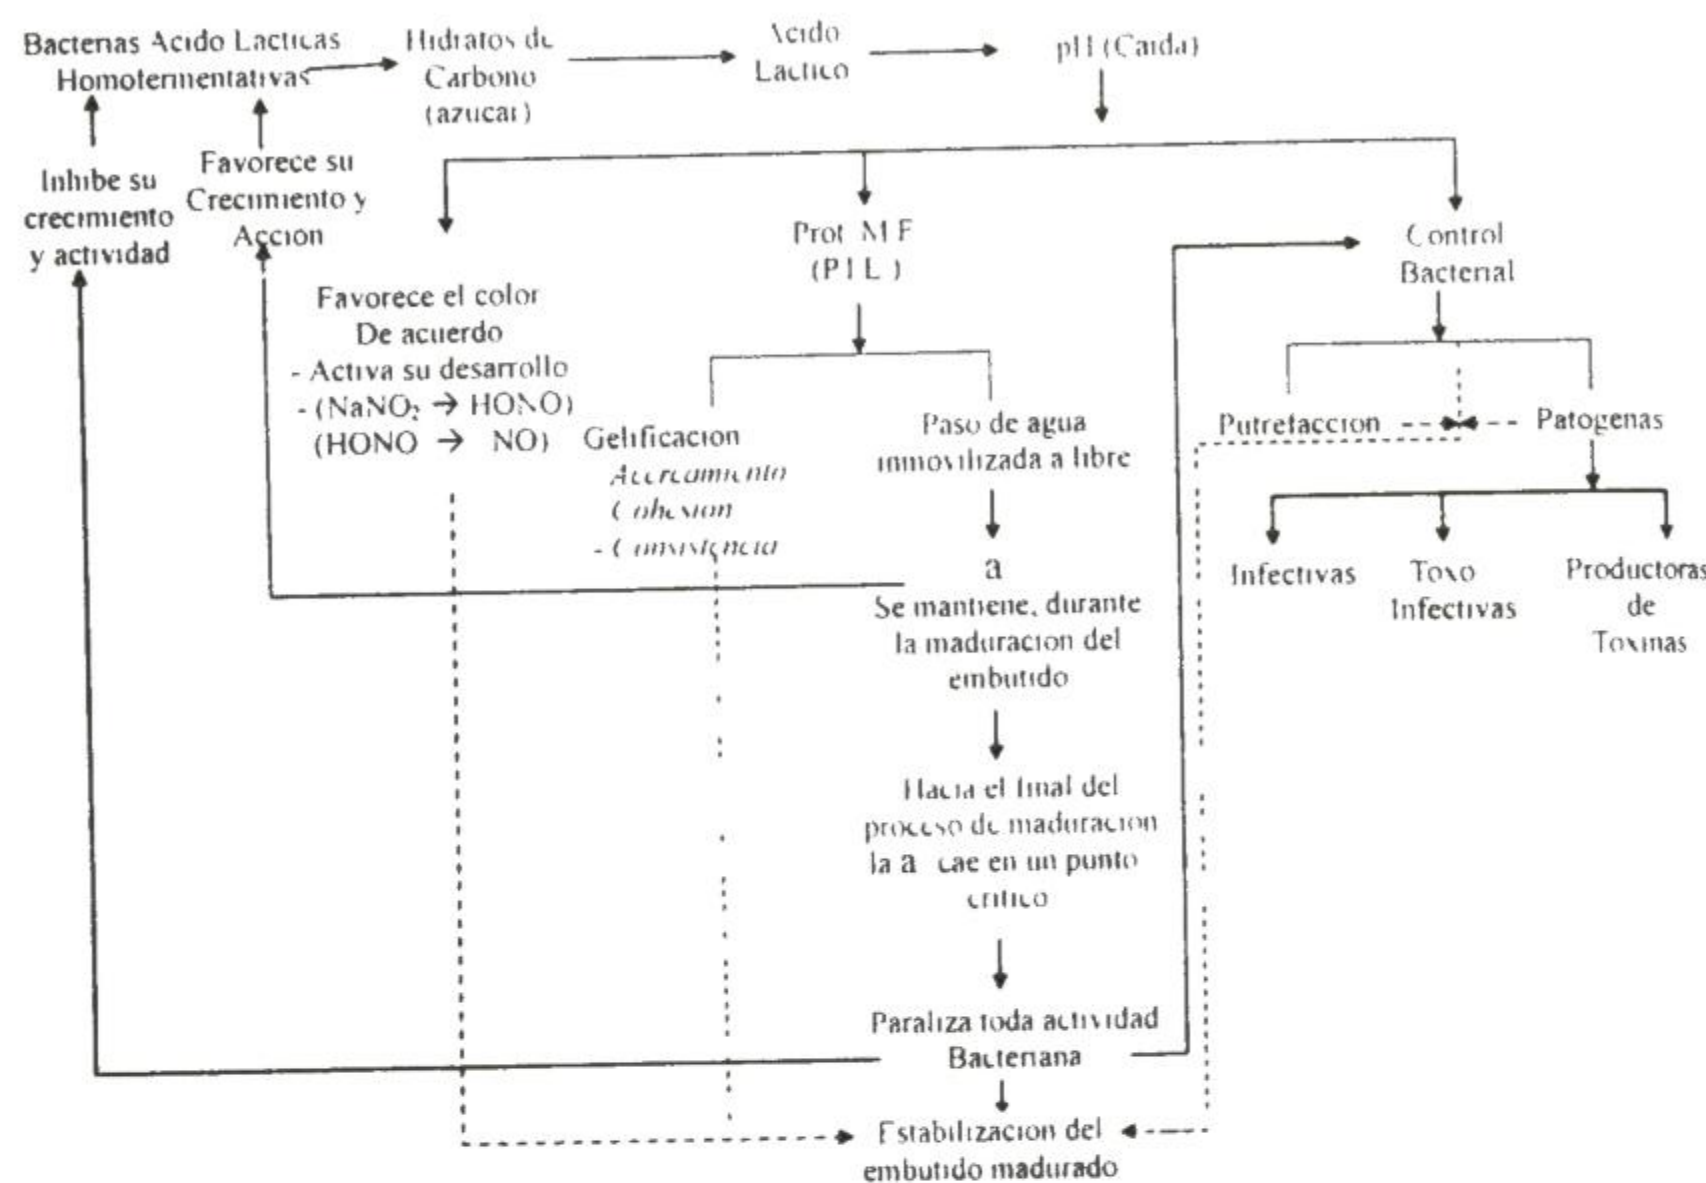 Bacterias Acido Lacticas
Homofermentativas
Hidratos de
Carbono
(azucar)
Acido
Lactico
pH (Caida)
Inhibe su
crecimiento
y actividad
Favorece su
Crecimiento y
Accion
Favorece el color
De acuerdo
- Activa su desarrollo
- (NaNO₂ → HONO)
(HONO → NO)
Prot M F
(P I L )
Gelificacion
Acercamiento
Cohesion
- Consistencia
Paso de agua
inmovilizada a libre
a
Se mantiene, durante
la maduracion del
embutido
Hacia el final del
proceso de maduracion
la a cae en un punto
critico
Paraliza toda actividad
Bacteriana
Estabilizacion del
embutido madurado
Control
Bacterial
Putrefaccion
Patogenas
Infectivas
Toxo
Infectivas
Productoras
de
Toxinas